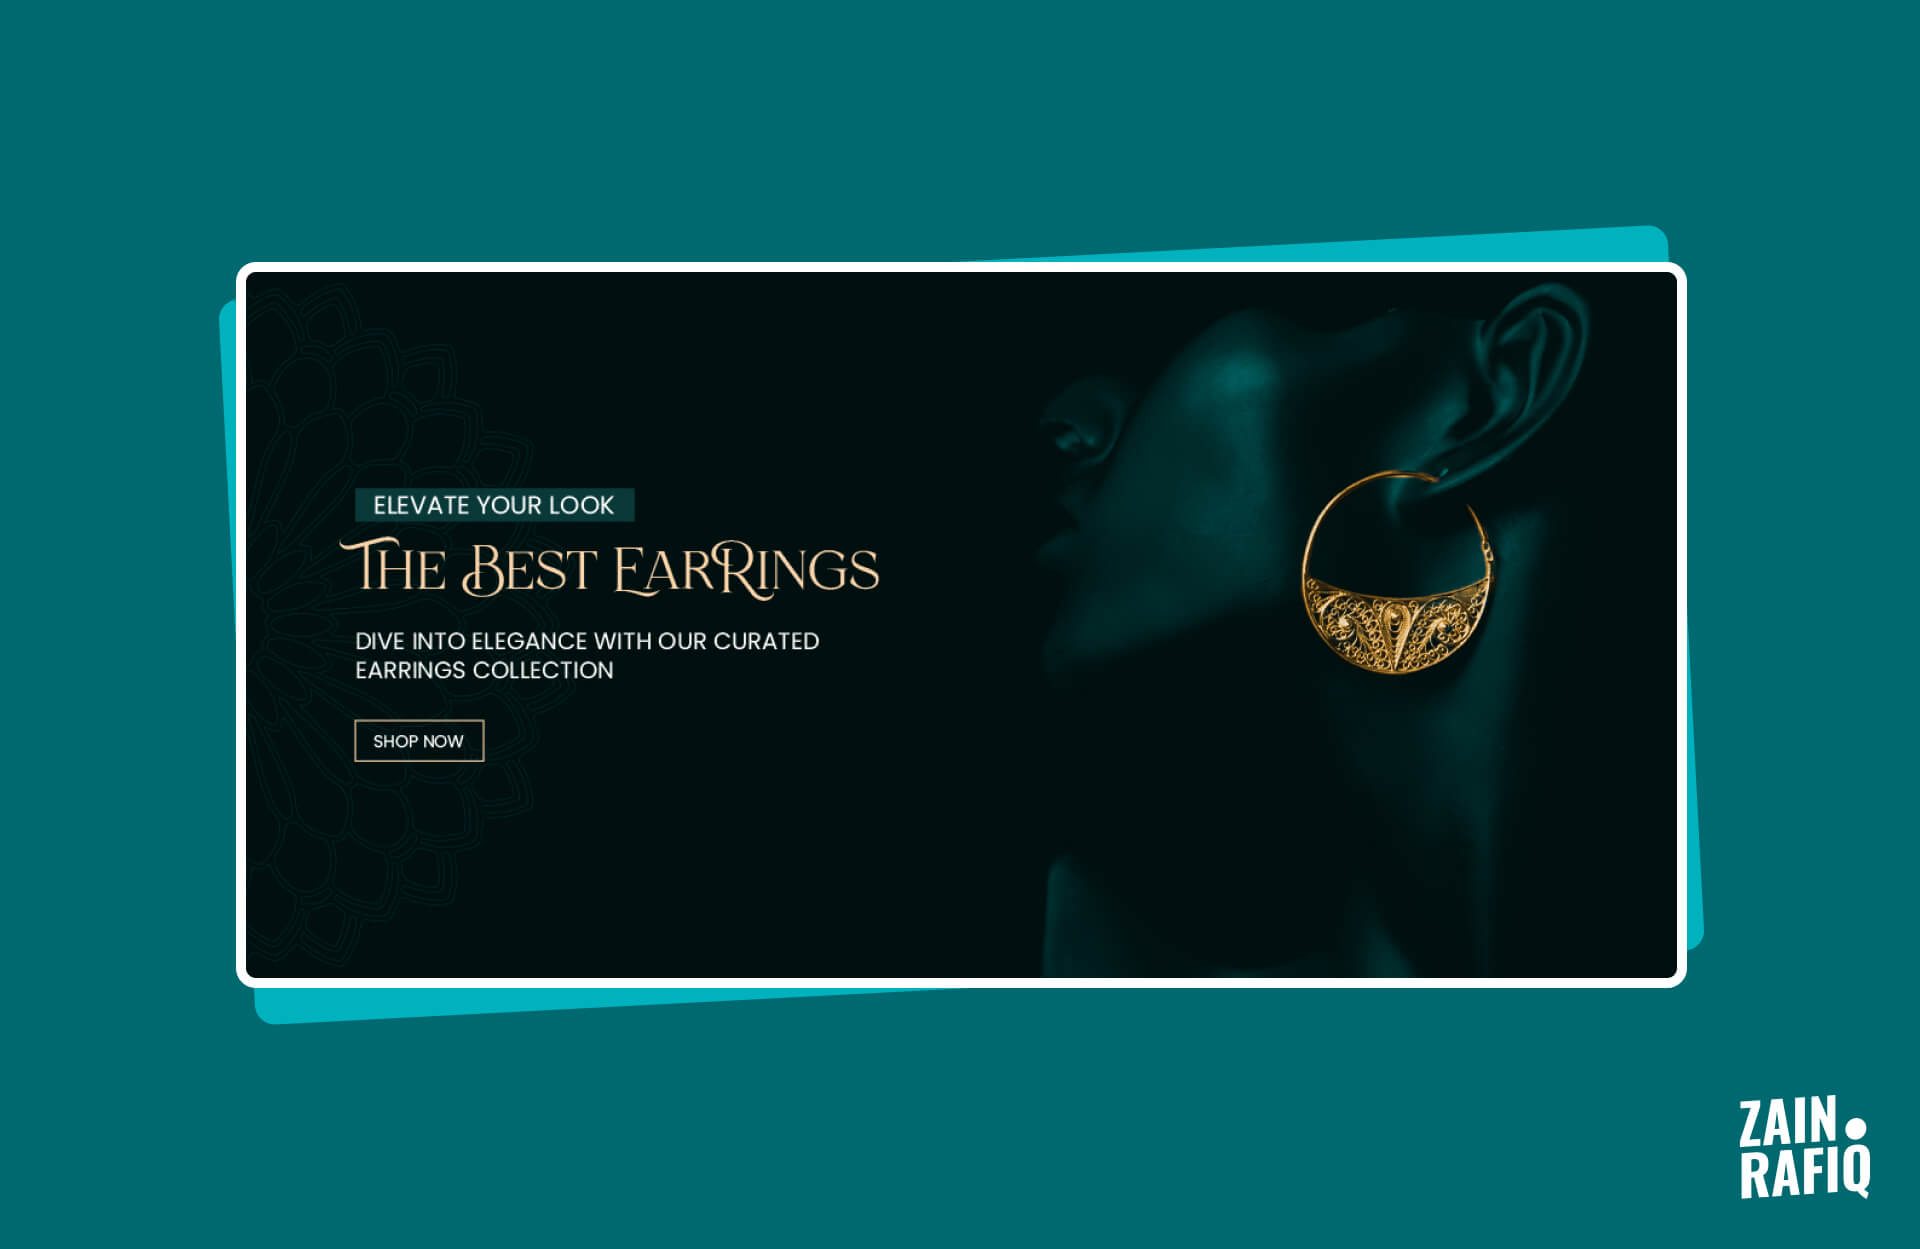 ELEVATE YOUR LOOK
THE BEST EARRINGS
DIVE INTO ELEGANCE WITH OUR CURATED
EARRINGS COLLECTION
SHOP NOW
ZAIN
RAFIQ